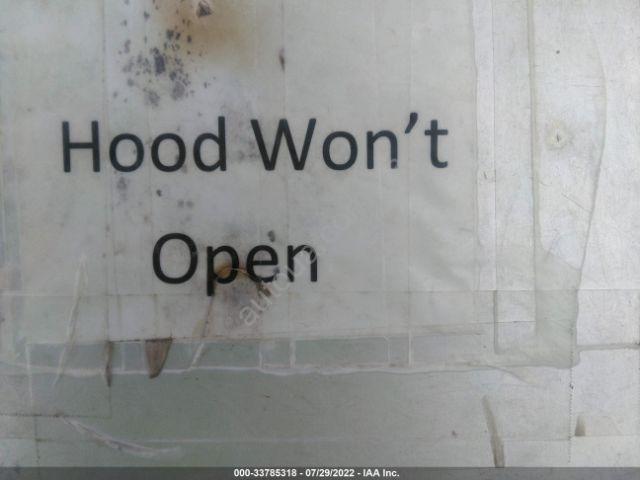 Hood Won't
Open
000-33785318 - 07/29/2022 - IAA Inc.